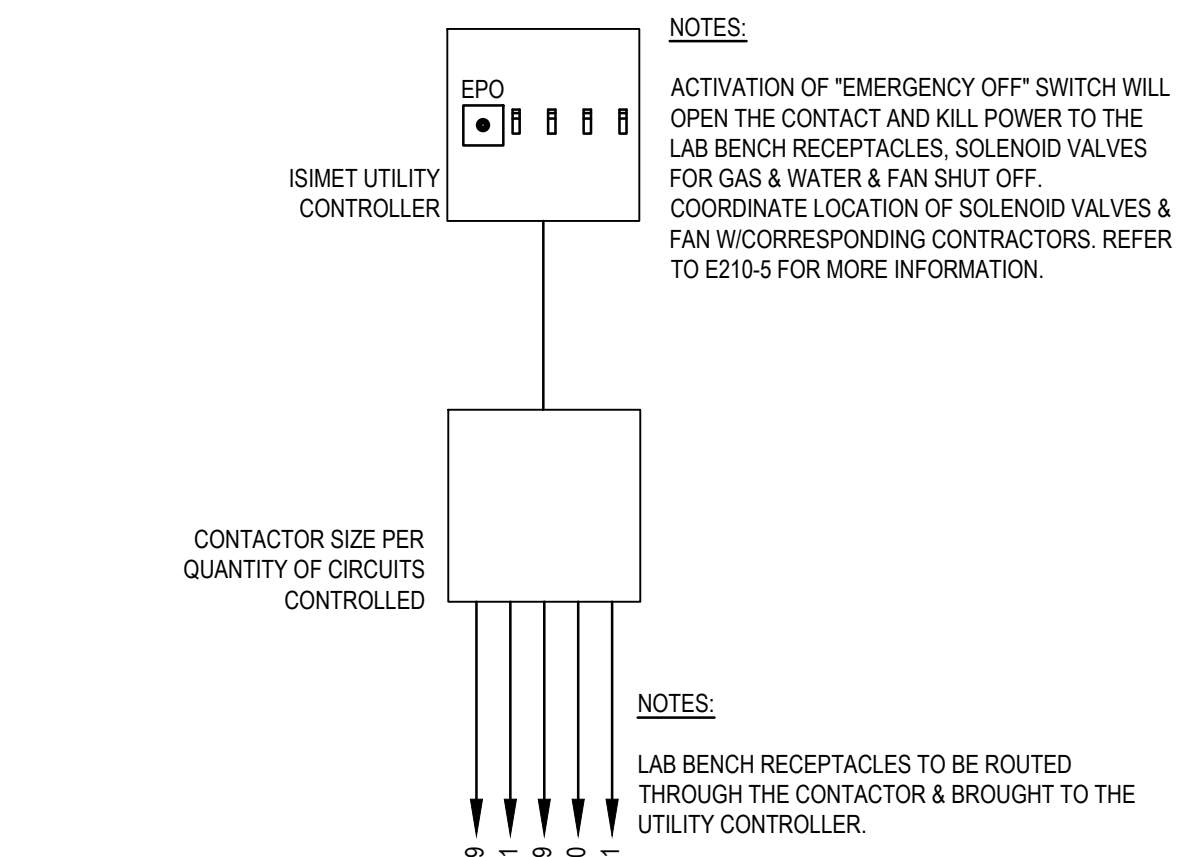 NOTES:
EPO
ACTIVATION OF "EMERGENCY OFF" SWITCH WILL
OPEN THE CONTACT AND KILL POWER TO THE
LAB BENCH RECEPTACLES, SOLENOID VALVES
FOR GAS & WATER & FAN SHUT OFF.
COORDINATE LOCATION OF SOLENOID VALVES &
FAN W/CORRESPONDING CONTRACTORS. REFER
TO E210-5 FOR MORE INFORMATION.
ISIMET UTILITY
CONTROLLER
CONTACTOR SIZE PER
QUANTITY OF CIRCUITS
CONTROLLED
NOTES:
LAB BENCH RECEPTACLES TO BE ROUTED
THROUGH THE CONTACTOR & BROUGHT TO THE
UTILITY CONTROLLER.